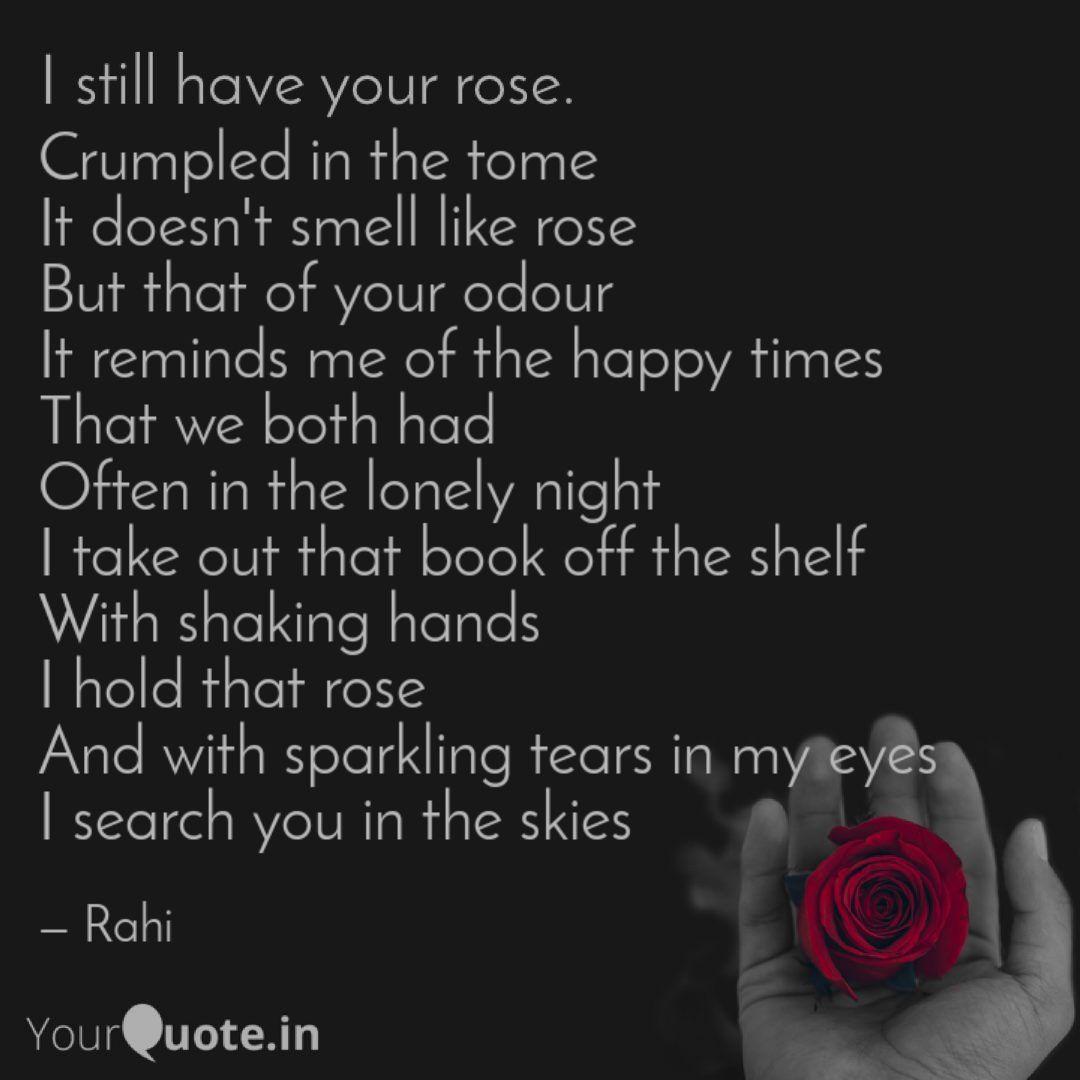 I still have your rose.
Crumpled in the tome
It doesn't smell like rose
But that of your odour
It reminds me of the happy times
That we both had
Often in the lonely night
I take out that book off the shelf
With shaking hands
I hold that rose
And with sparkling tears in my eyes
I search you in the skies
– Rahi
YourQuote.in